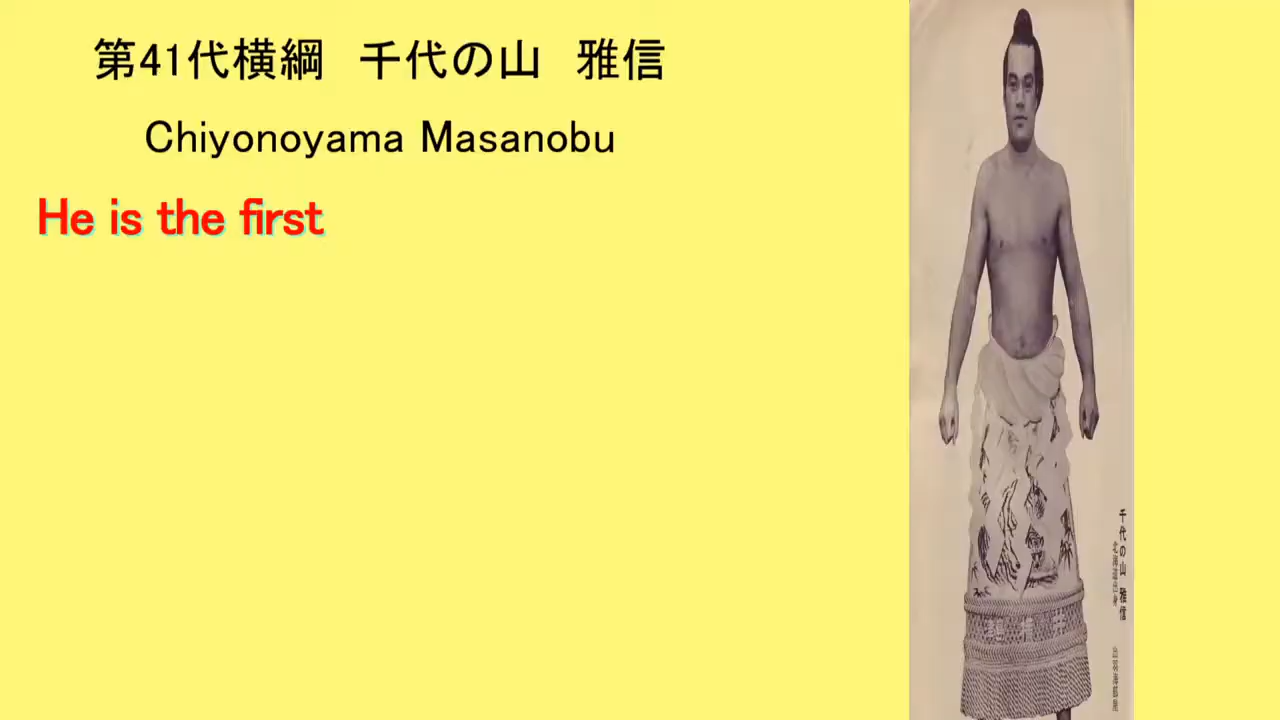 第41代横綱　千代の山　雅信
Chiyonoyama Masanobu
He is the first
千代の山 雅信